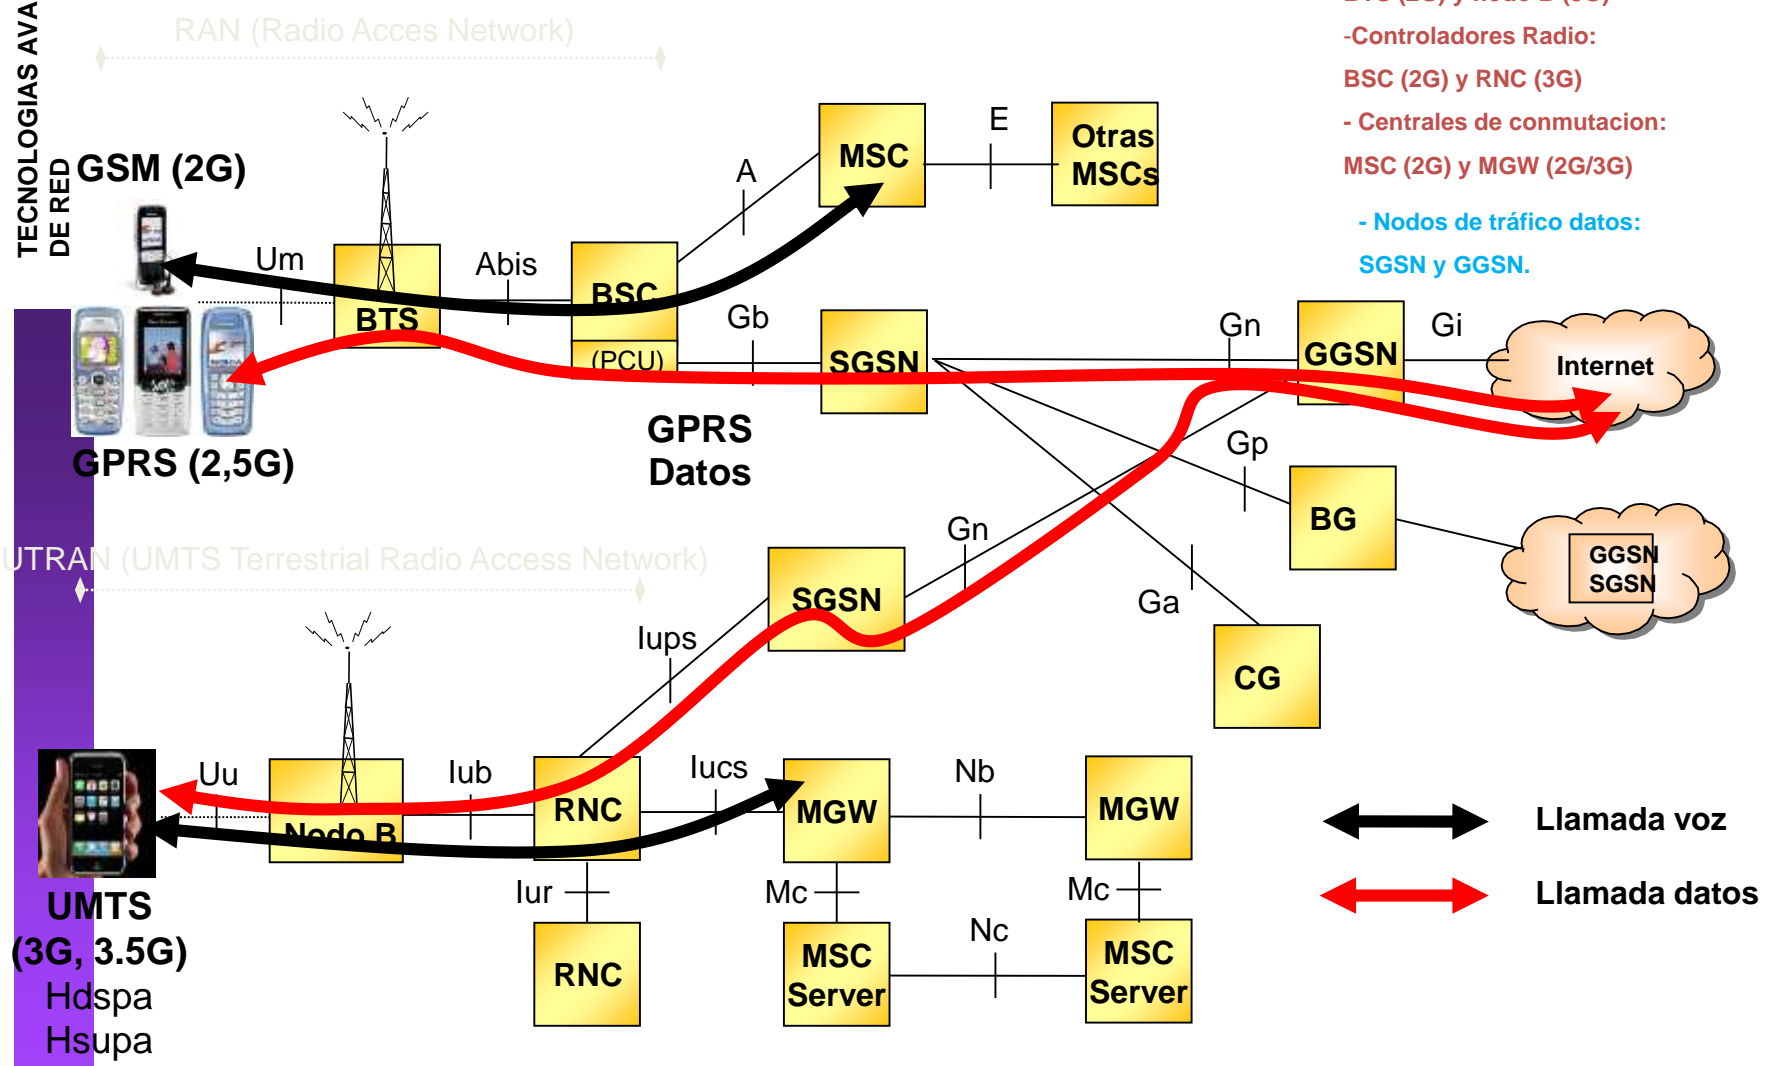 TECNOLOGIAS AVA
DE RED
RAN (Radio Acces Network)
-Controladores Radio:
BSC (2G) y RNC (3G)
- Centrales de conmutacion:
MSC (2G) y MGW (2G/3G)
- Nodos de tráfico datos:
SGSN y GGSN.
GSM (2G)
Um
BTS
Abis
BSC
(PCU)
A
MSC
E
Otras
MSCs
Gb
SGSN
Gn
GGSN
Gi
Internet
GPRS (2,5G)
GPRS
Datos
Gp
BG
GGSN
SGSN
Gn
Ga
CG
UTRAN (UMTS Terrestrial Radio Access Network)
SGSN
Iups
Uu
Nodo B
Iub
RNC
Iucs
MGW
Nb
MGW
Llamada voz
Llamada datos
Iur
Mc
Mc
RNC
MSC
Server
Nc
MSC
Server
UMTS
(3G, 3.5G)
Hdspa
Hsupa